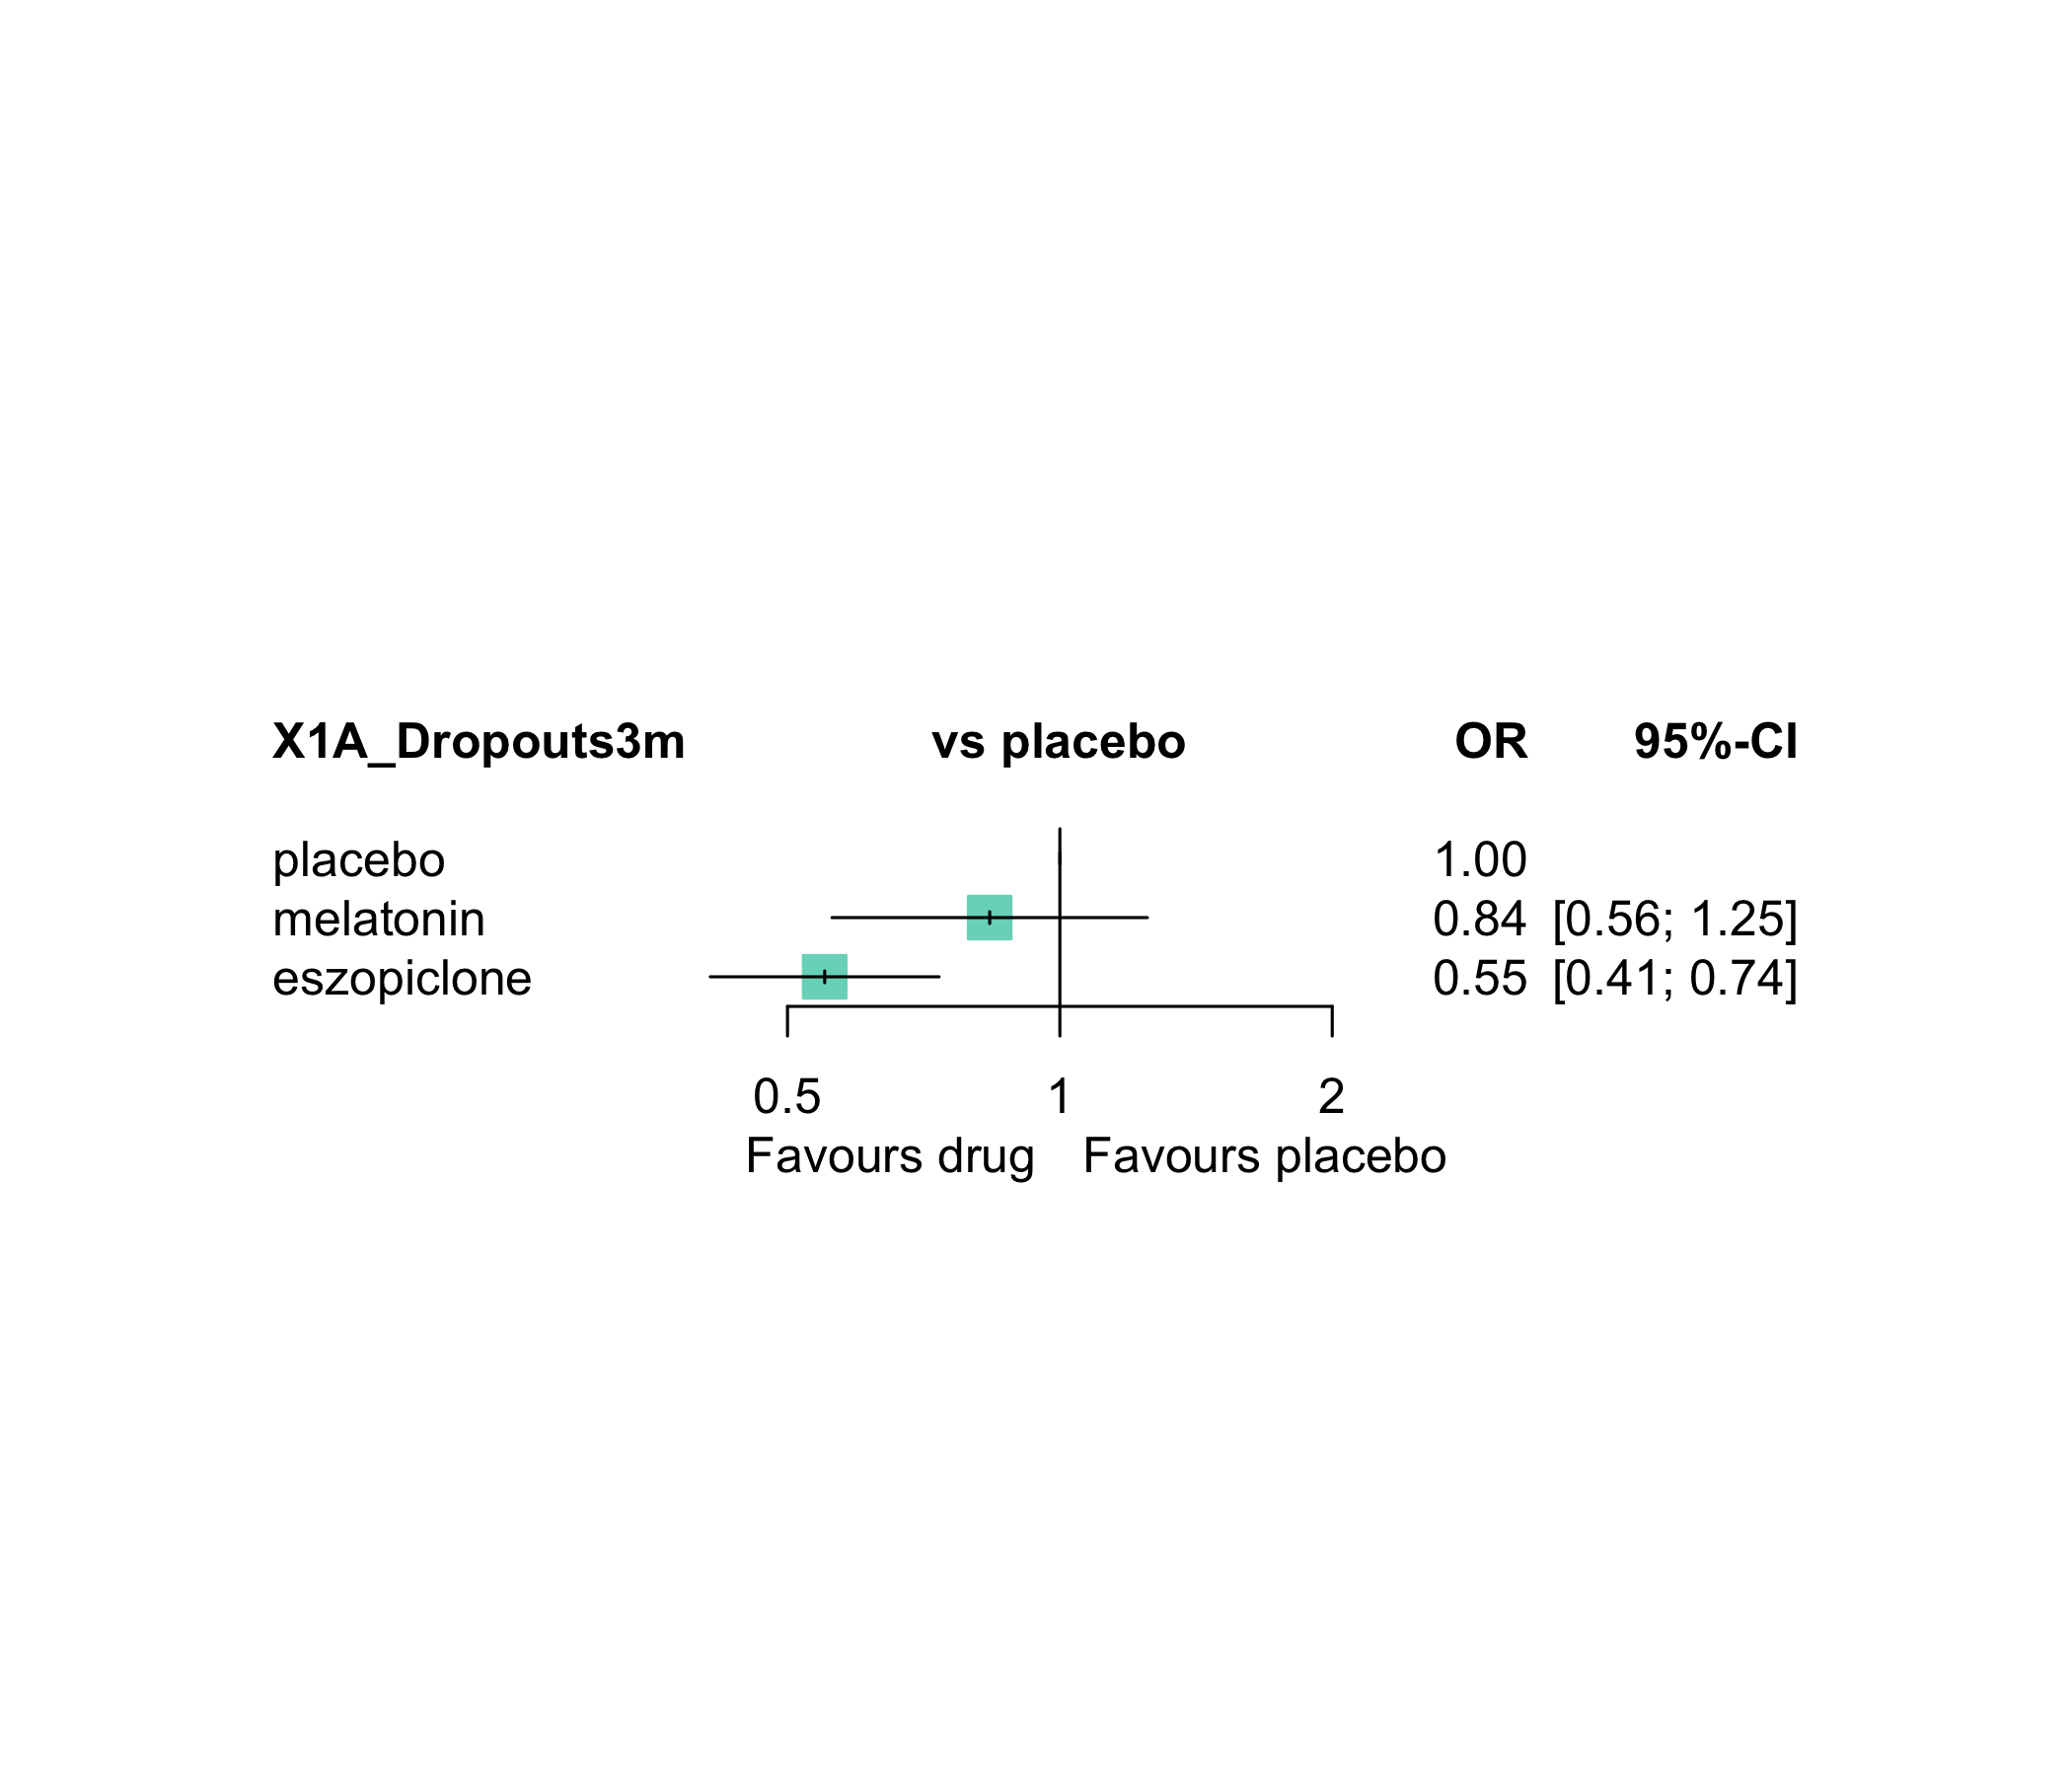 X1A_Dropouts3m vs placebo OR 95%-CI
placebo 1.00
melatonin 0.84 [0.56; 1.25]
eszopiclone 0.55 [0.41; 0.74]
0.5 1 2
Favours drug Favours placebo